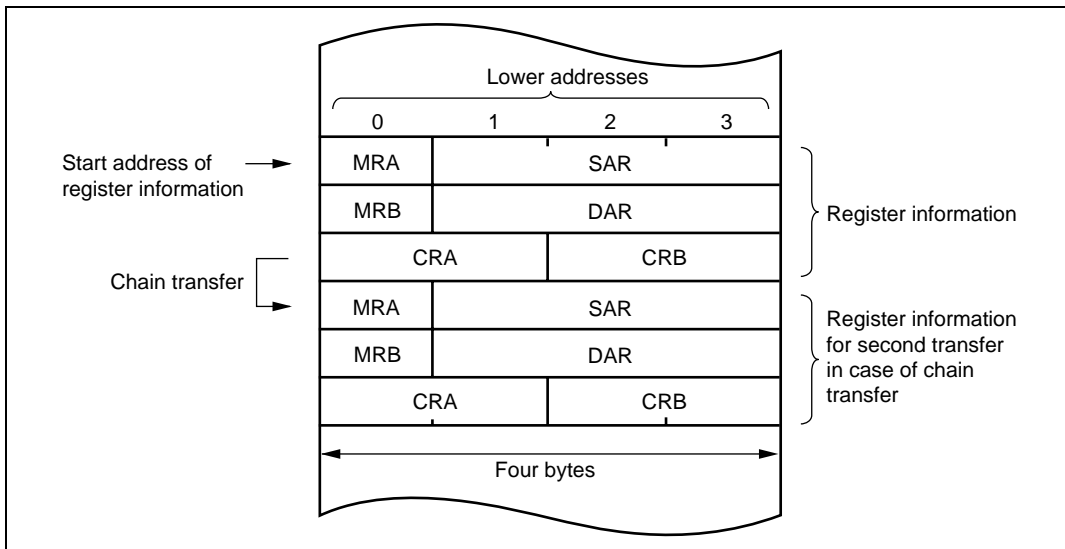 Lower addresses
0 1 2 3
Start address of
register information
MRA SAR
MRB DAR
CRA CRB
Register information
Chain transfer
MRA SAR
MRB DAR
CRA CRB
Register information
for second transfer
in case of chain
transfer
Four bytes